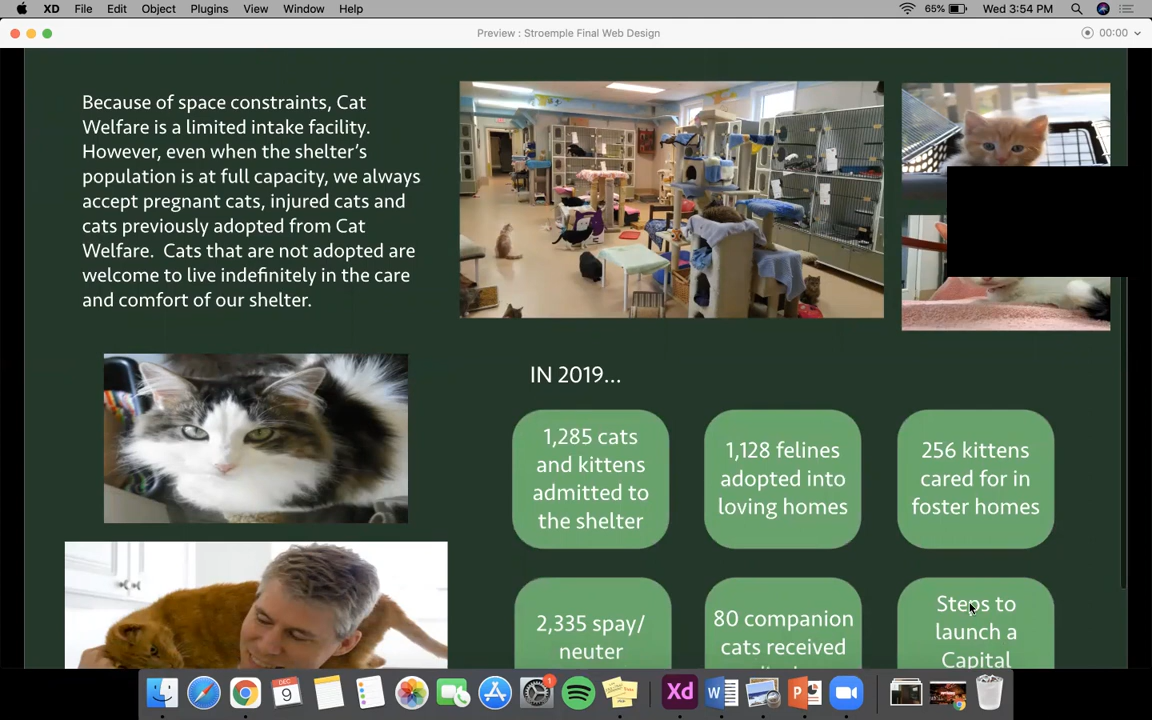 XD File Edit Object Plugins View Window Help 65% Wed 3:54 PM
Preview : Stroemple Final Web Design 00:00
Because of space constraints, Cat
Welfare is a limited intake facility.
However, even when the shelter's
population is at full capacity, we always
accept pregnant cats, injured cats and
cats previously adopted from Cat
Welfare. Cats that are not adopted are
welcome to live indefinitely in the care
and comfort of our shelter.
IN 2019...
1,285 cats
and kittens
admitted to
the shelter
1,128 felines
adopted into
loving homes
256 kittens
cared for in
foster homes
2,335 spay/
neuter
80 companion
cats received
Steps to
launch a
Capital
DEC
9
1
Xd
W
P